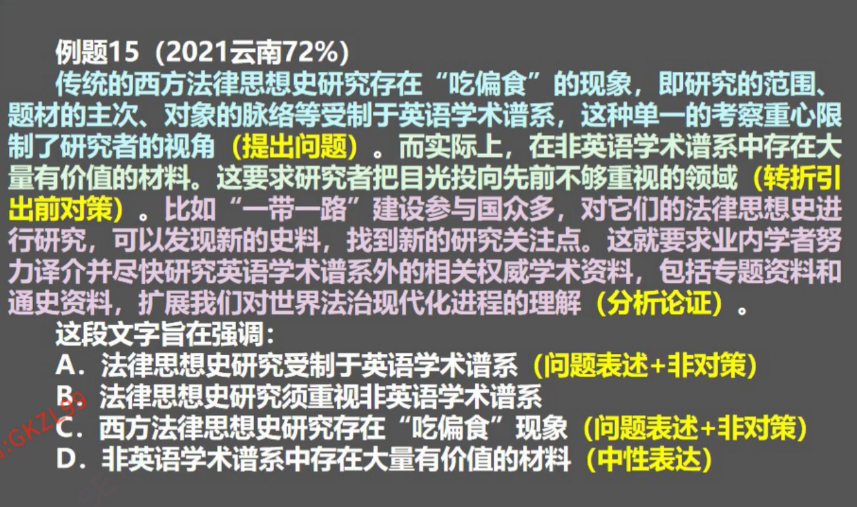 例题15（2021云南72%）
传统的西方法律思想史研究存在“吃偏食”的现象，即研究的范围、
题材的主次、对象的脉络等受制于英语学术谱系，这种单一的考察重心限
制了研究者的视角（提出问题）。而实际上，在非英语学术谱系中存在大
量有价值的材料。这要求研究者把目光投向先前不够重视的领域（转折引
出前对策）。比如“一带一路”建设参与国众多，对它们的法律思想史进
行研究，可以发现新的史料，找到新的研究关注点。这就要求业内学者努
力译介并尽快研究英语学术谱系外的相关权威学术资料，包括专题资料和
通史资料，扩展我们对世界法治现代化进程的理解（分析论证）。
这段文字旨在强调：
A．法律思想史研究受制于英语学术谱系（问题表述+非对策）
B．法律思想史研究须重视非英语学术谱系
C．西方法律思想史研究存在“吃偏食”现象（问题表述+非对策）
D．非英语学术谱系中存在大量有价值的材料（中性表达）
:GKZL99